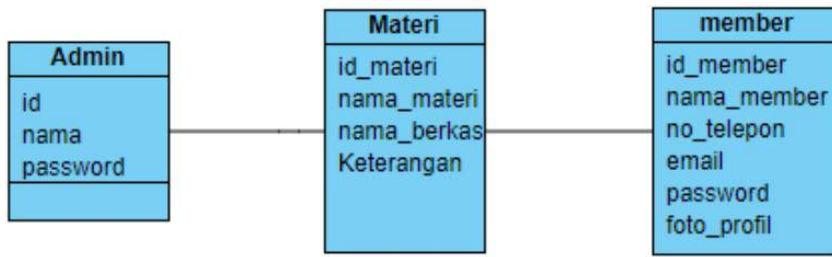 Admin
id
nama
password
Materi
id_materi
nama_materi
nama_berkas
Keterangan
member
id_member
nama_member
no_telepon
email
password
foto_profil